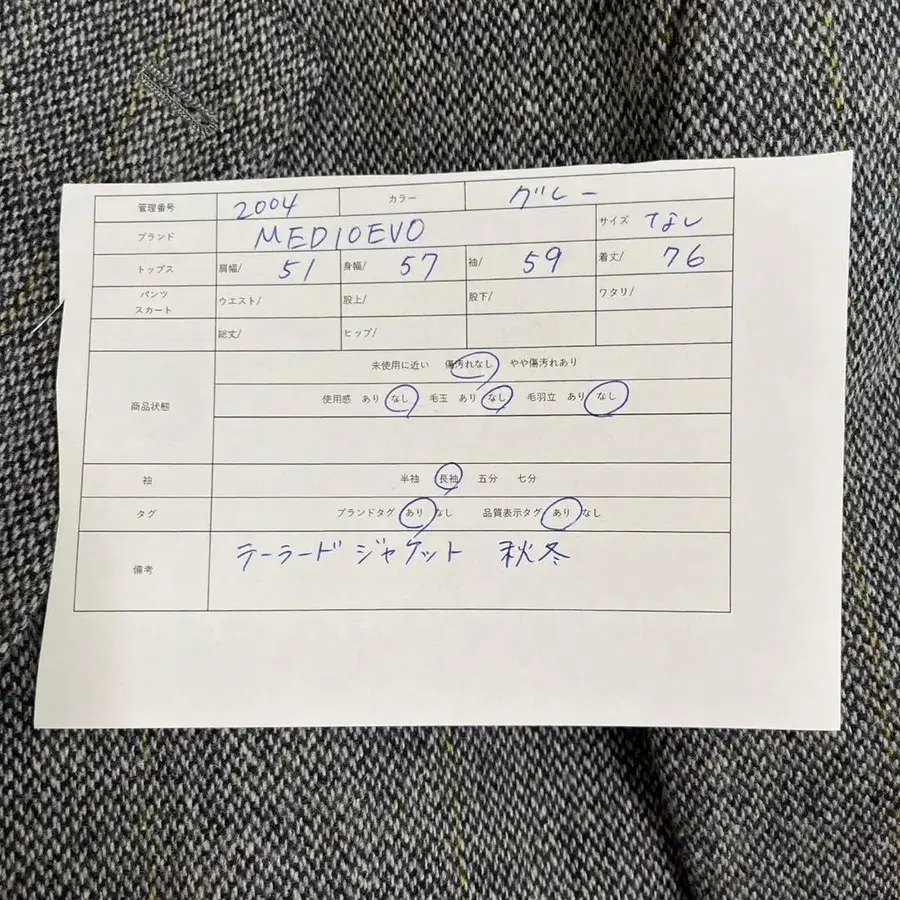 管理番号 2004 カラー グレー
ブランド MEDIOEVO サイズ なし
トップス 肩幅/ 51 身幅/ 57 袖/ 59 着丈/ 76
パンツ
スカート ウエスト/ 股上/ 股下/ ワタリ/
総丈/ ヒップ/
商品状態 未使用に近い 傷汚れなし やや傷汚れあり
使用感 あり なし 毛玉 あり なし 毛羽立 あり なし
袖 半袖 長袖 五分 七分
タグ ブランドタグ あり なし 品質表示タグ あり なし
備考 テーラード ジャケット 秋冬